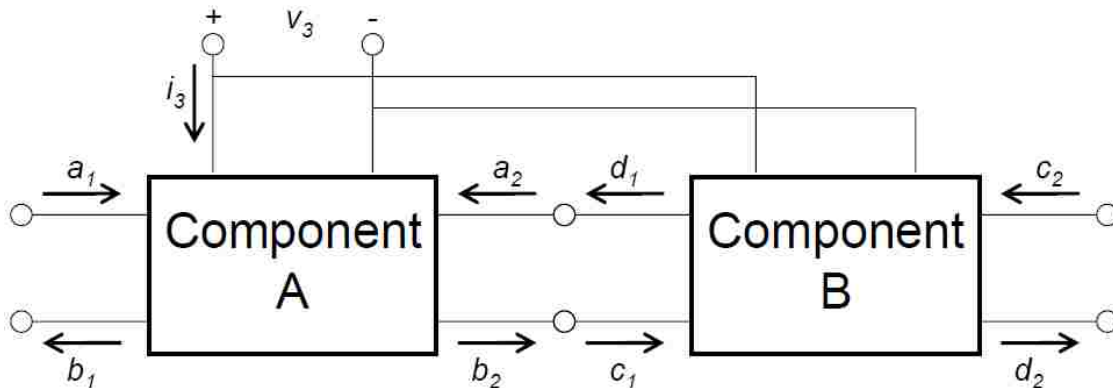 + v3 -
i3
a1 a2 d1 c2
Component A
Component B
b1 b2 c1 d2